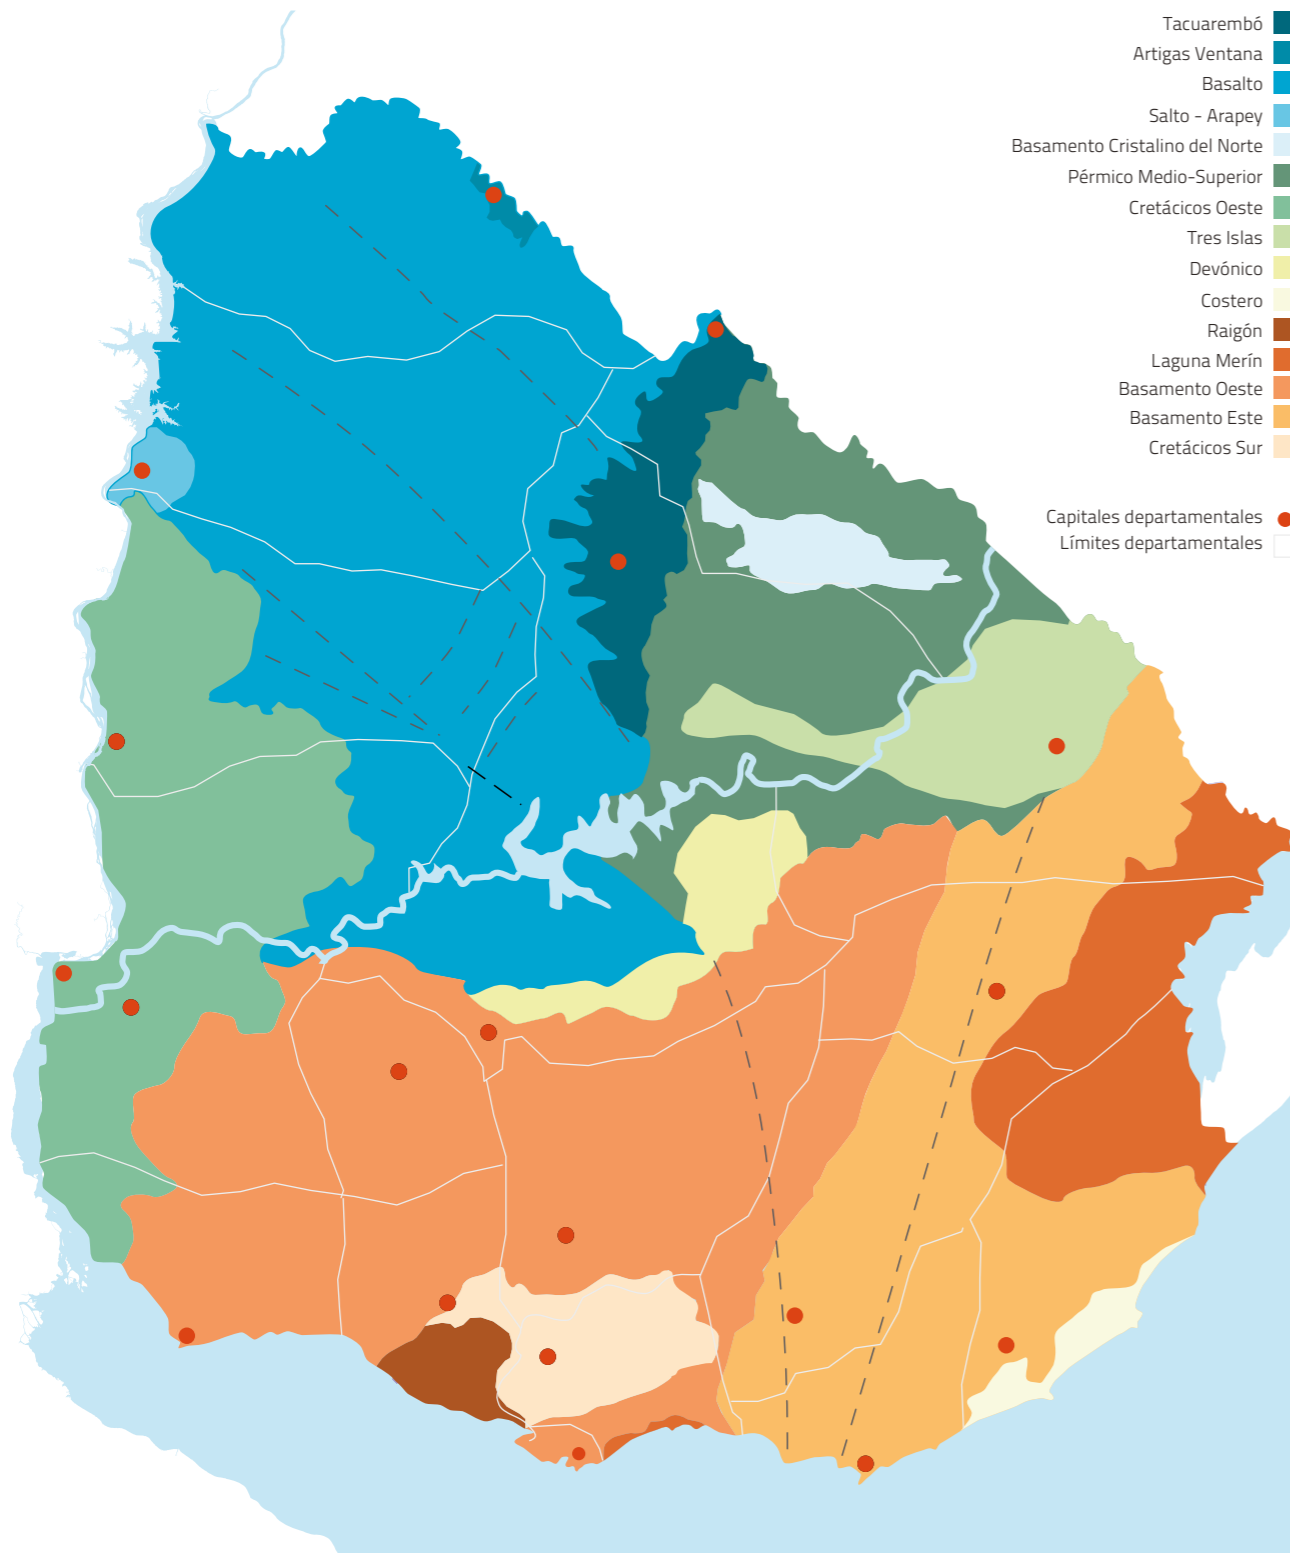 Tacuarembó
Artigas Ventana
Basalto
Salto - Arapey
Basamento Cristalino del Norte
Pérmico Medio-Superior
Cretácicos Oeste
Tres Islas
Devónico
Costero
Raigón
Laguna Merín
Basamento Oeste
Basamento Este
Cretácicos Sur
Capitales departamentales
Límites departamentales